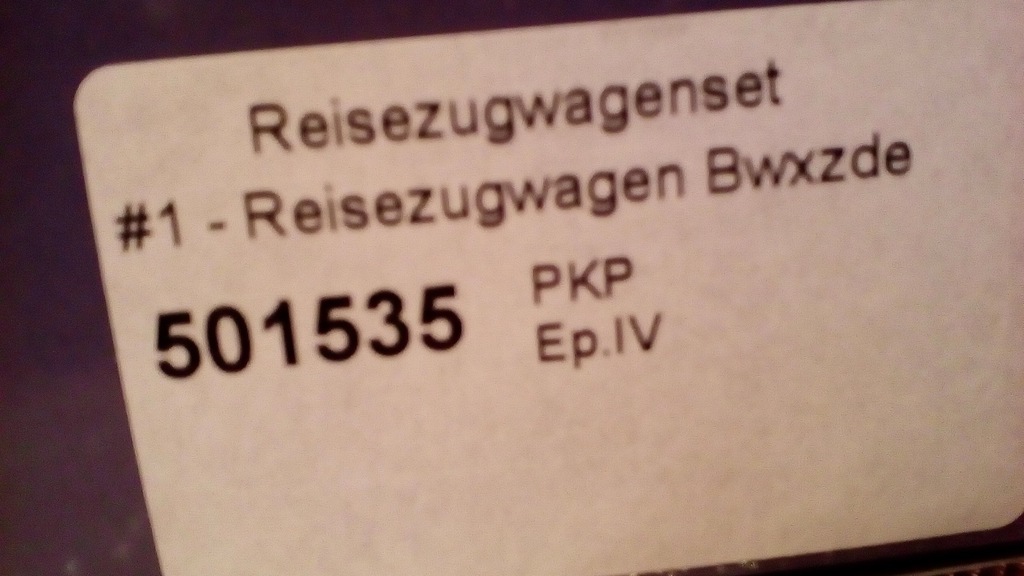 Reisezugwagenset
#1 - Reisezugwagen Bwxzde
501535
PKP
Ep.IV